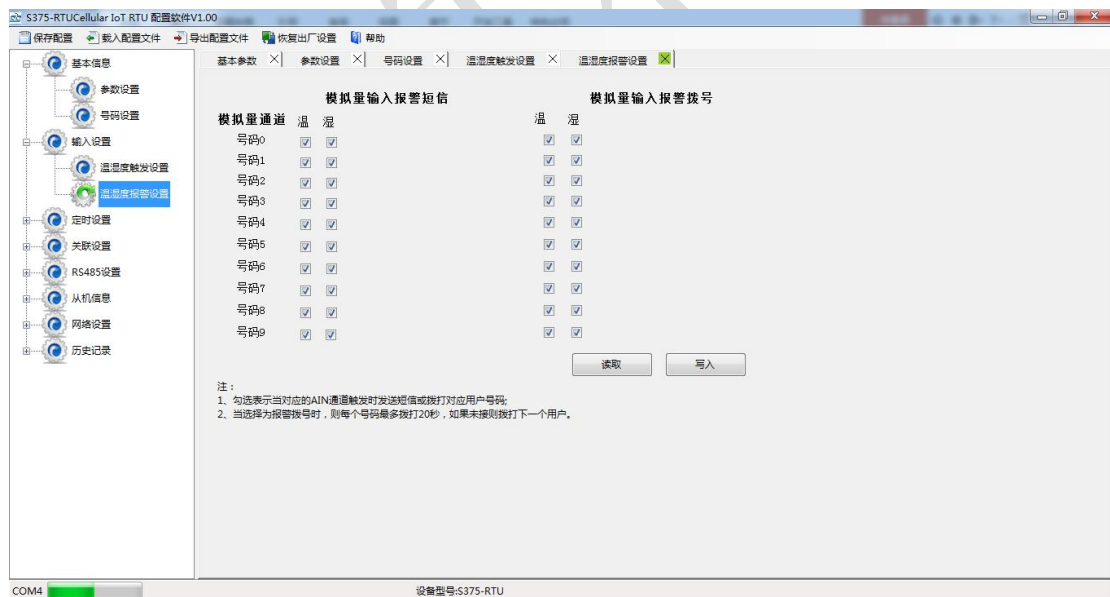 S375-RTUCellular IoT RTU 配置软件V1.00
保存配置 载入配置文件 导出配置文件 恢复出厂设置 帮助
基本信息
参数设置
号码设置
输入设置
温湿度触发设置
温湿度报警设置
定时设置
关联设置
RS485设置
从机信息
网络设置
历史记录
基本参数 参数设置 号码设置 温湿度触发设置 温湿度报警设置
模拟量输入报警短信 模拟量输入报警拨号
模拟量通道 温 湿 温 湿
号码0
号码1
号码2
号码3
号码4
号码5
号码6
号码7
号码8
号码9
读取 写入
注：
1、勾选表示当对应的AIN通道触发时发送短信或拨打对应用户号码;
2、当选择为报警拨号时，则每个号码最多拨打20秒，如果未接则拨打下一个用户。
COM4 设备型号:S375-RTU